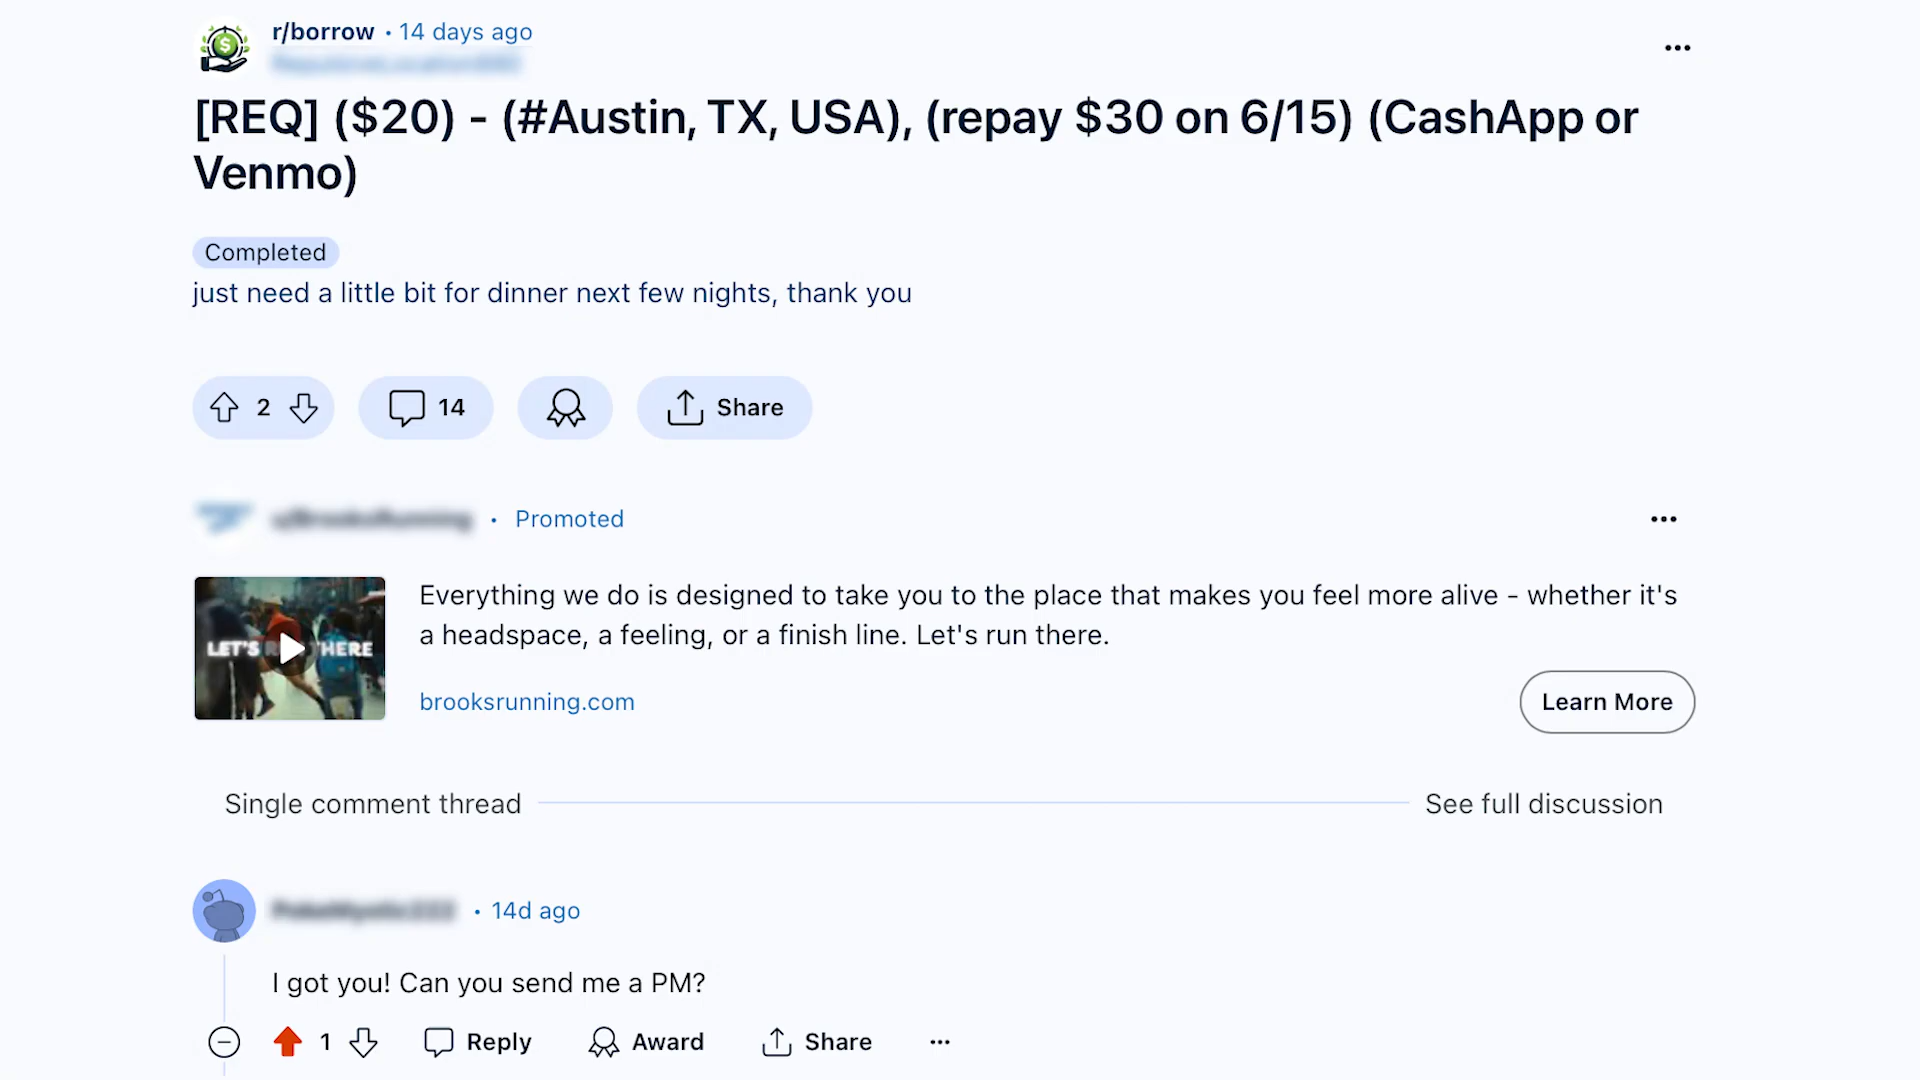 r/borrow • 14 days ago
[REQ] ($20) - (#Austin, TX, USA), (repay $30 on 6/15) (CashApp or
Venmo)
Completed
just need a little bit for dinner next few nights, thank you
2
14
Share
• Promoted
LET'S THERE
Everything we do is designed to take you to the place that makes you feel more alive - whether it's
a headspace, a feeling, or a finish line. Let's run there.
brooksrunning.com
Learn More
Single comment thread
See full discussion
• 14d ago
I got you! Can you send me a PM?
1
Reply
Award
Share